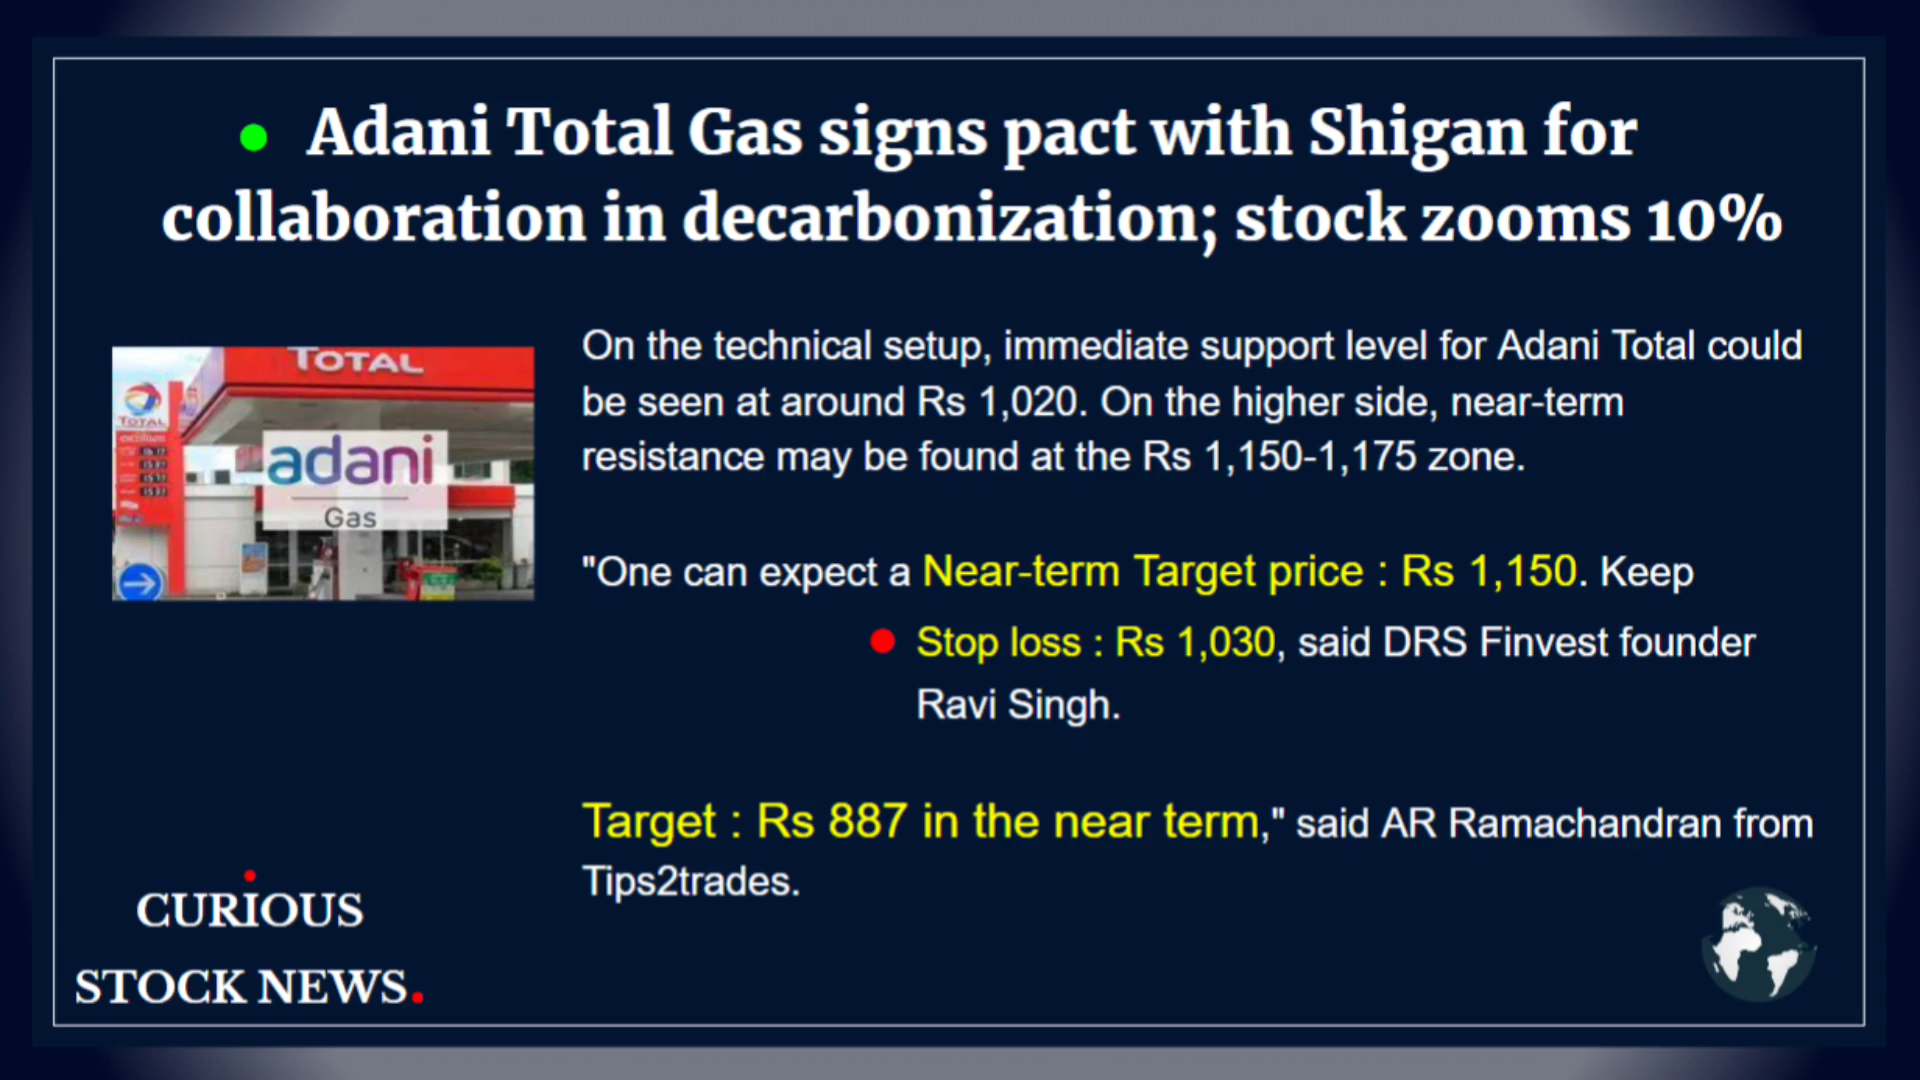 Adani Total Gas signs pact with Shigan for
collaboration in decarbonization; stock zooms 10%
TOTAL
TOTAL
adani
Gas
On the technical setup, immediate support level for Adani Total could
be seen at around Rs 1,020. On the higher side, near-term
resistance may be found at the Rs 1,150-1,175 zone.
"One can expect a Near-term Target price : Rs 1,150. Keep
Stop loss : Rs 1,030, said DRS Finvest founder
Ravi Singh.
Target : Rs 887 in the near term," said AR Ramachandran from
Tips2trades.
CURIOUS
STOCK NEWS.